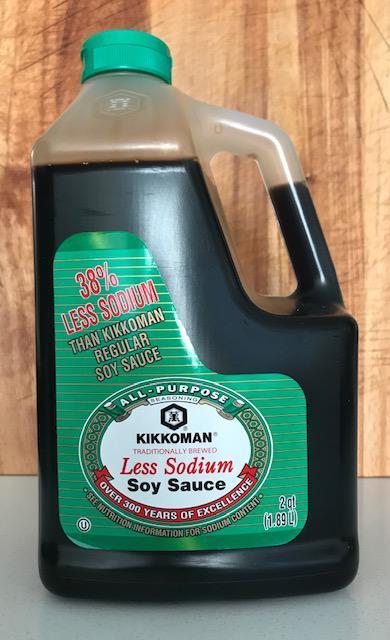 38%
LESS SODIUM
THAN KIKKOMAN
REGULAR
SOY SAUCE
ALL-PURPOSE
SEASONING
KIKKOMAN®
TRADITIONALLY BREWED
Less Sodium
Soy Sauce
OVER 300 YEARS OF EXCELLENCE
•SEE NUTRITION INFORMATION FOR SODIUM CONTENT•
U
2 qt
(1.89 L)